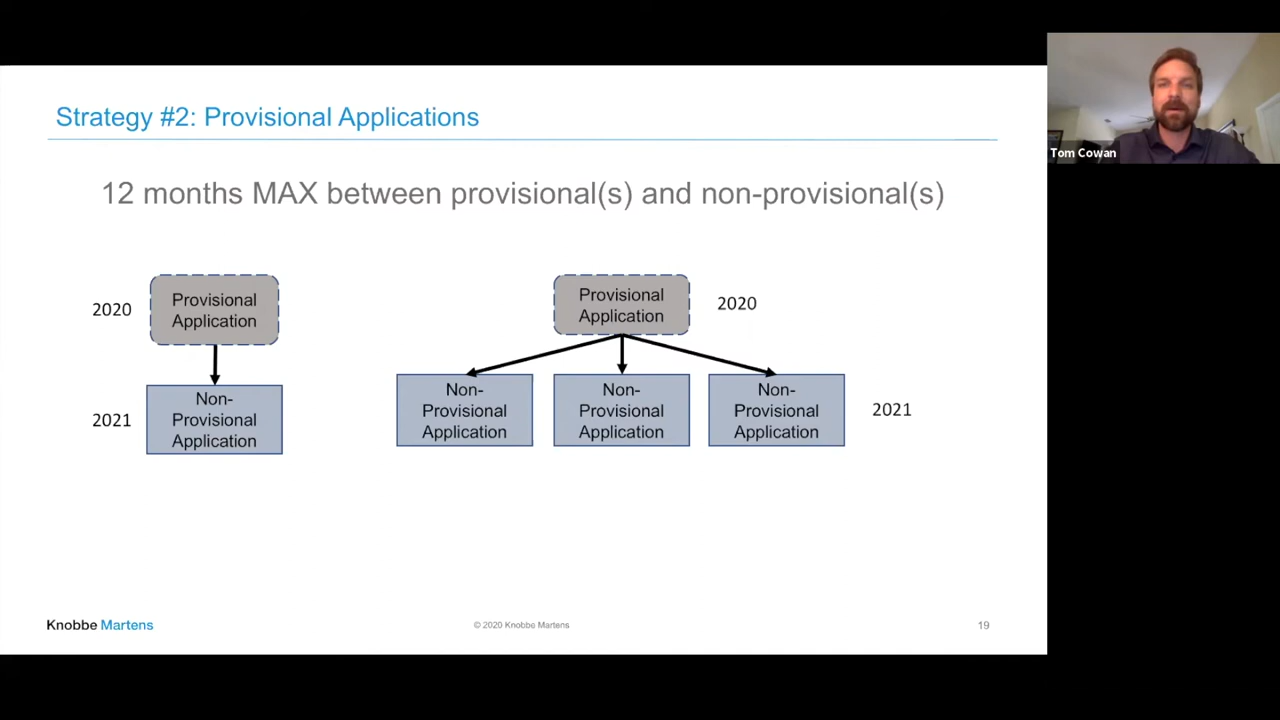 Strategy #2: Provisional Applications
12 months MAX between provisional(s) and non-provisional(s)
2020
Provisional
Application
2021
Non-
Provisional
Application
Provisional
Application
2020
Non-
Provisional
Application
Non-
Provisional
Application
Non-
Provisional
Application
2021
Knobbe Martens
© 2020 Knobbe Martens
19
Tom Cowan